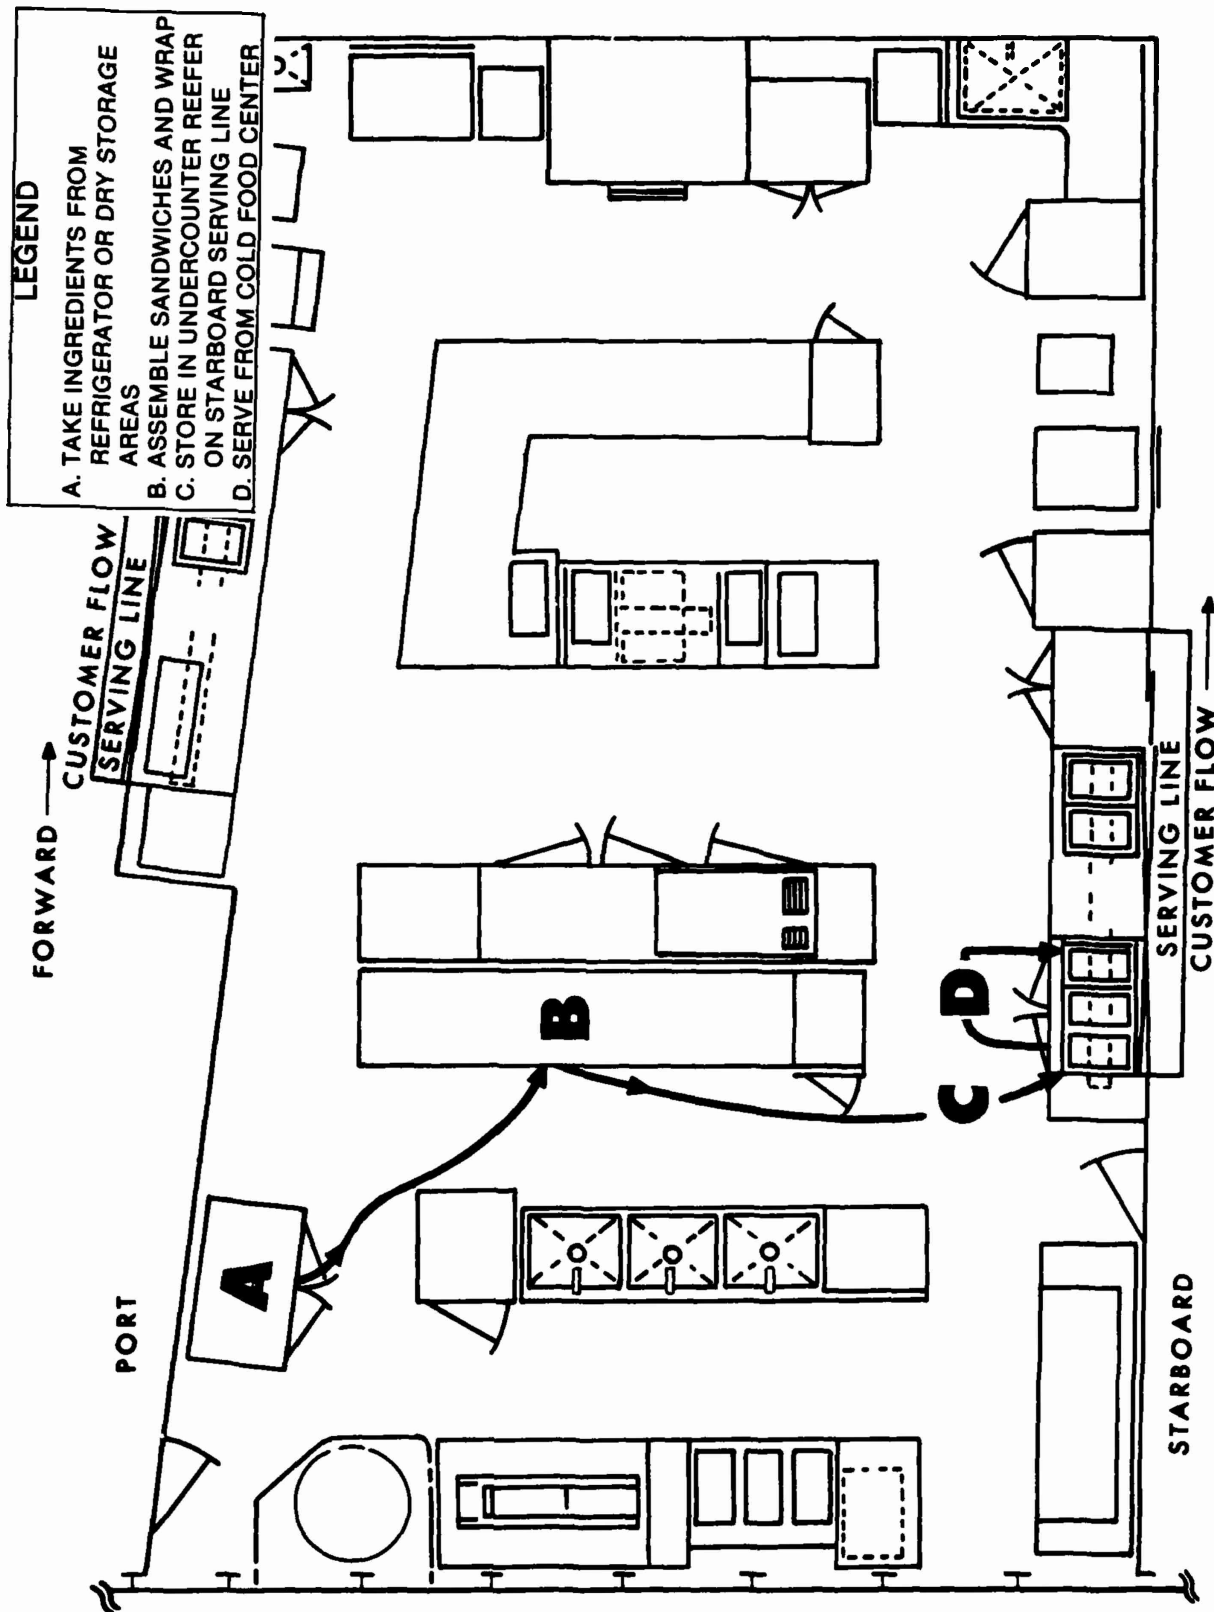 LEGEND
A. TAKE INGREDIENTS FROM
REFRIGERATOR OR DRY STORAGE
AREAS
B. ASSEMBLE SANDWICHES AND WRAP
C. STORE IN UNDERCOUNTER REEFER
ON STARBOARD SERVING LINE
D. SERVE FROM COLD FOOD CENTER
FORWARD
CUSTOMER FLOW
SERVING LINE
PORT
A
B
C
D
SERVING LINE
CUSTOMER FLOW
STARBOARD